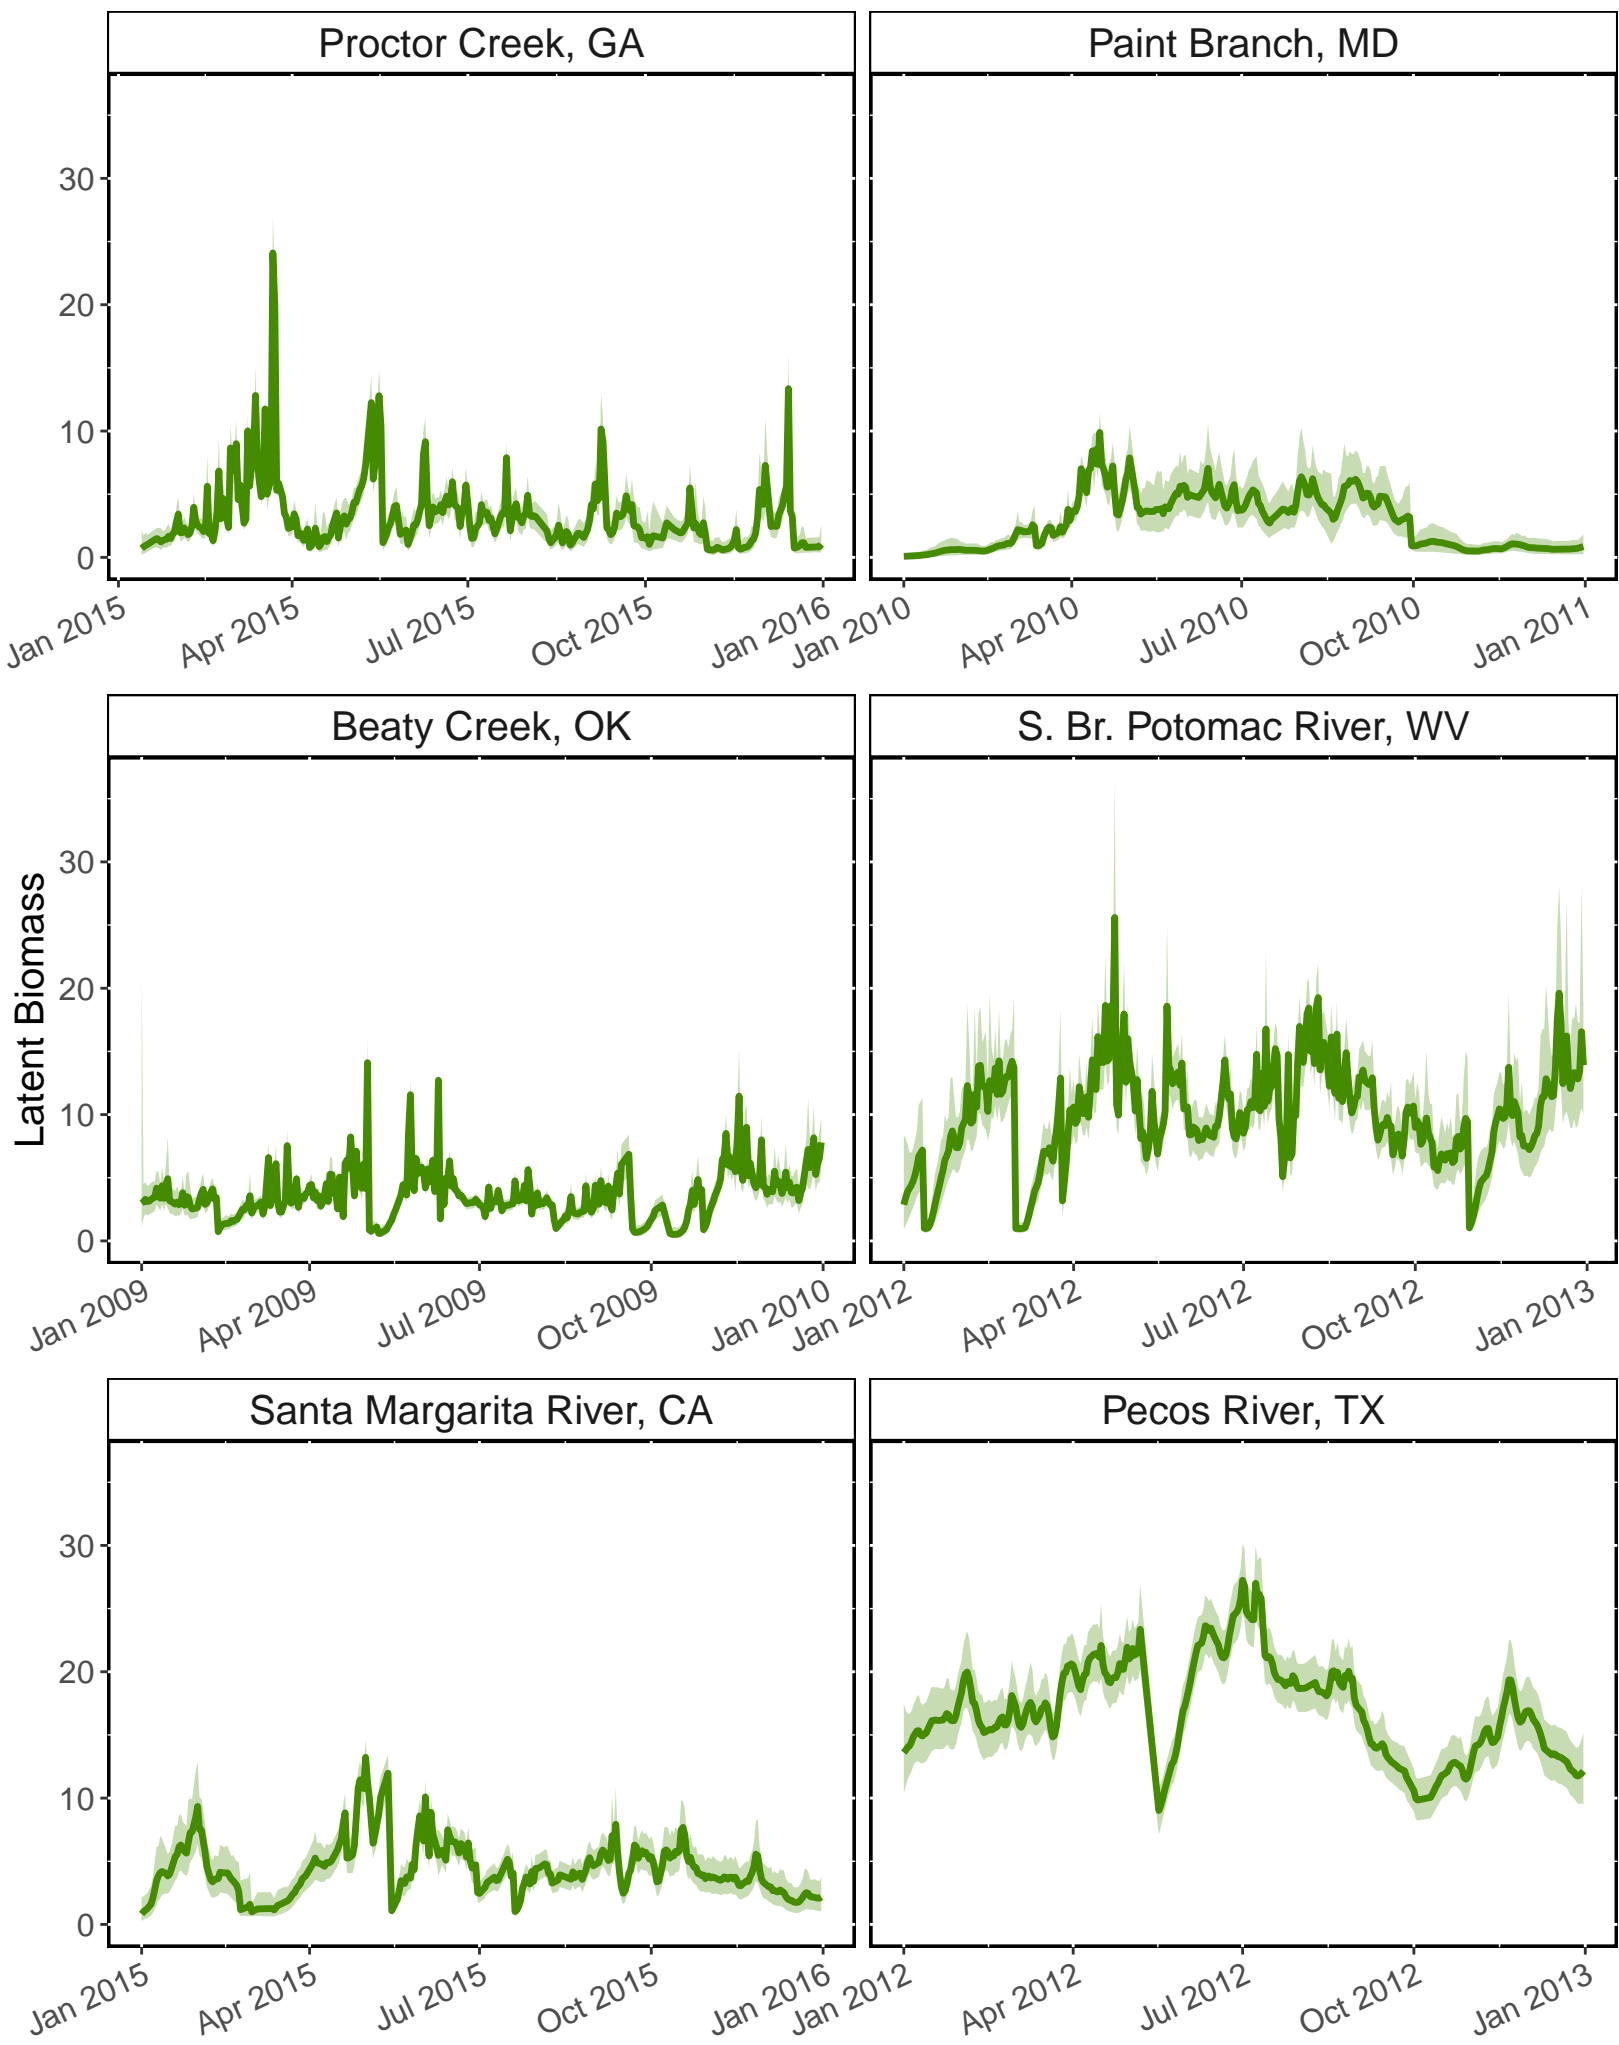 Proctor Creek, GA
Paint Branch, MD
30
20
10
0
Jan 2015
Apr 2015
Jul 2015
Oct 2015
Jan 2016
Jan 2010
Apr 2010
Jul 2010
Oct 2010
Jan 2011
Beaty Creek, OK
S. Br. Potomac River, WV
Latent Biomass
30
20
10
0
Jan 2009
Apr 2009
Jul 2009
Oct 2009
Jan 2010
Jan 2012
Apr 2012
Jul 2012
Oct 2012
Jan 2013
Santa Margarita River, CA
Pecos River, TX
30
20
10
0
Jan 2015
Apr 2015
Jul 2015
Oct 2015
Jan 2016
Jan 2012
Apr 2012
Jul 2012
Oct 2012
Jan 2013